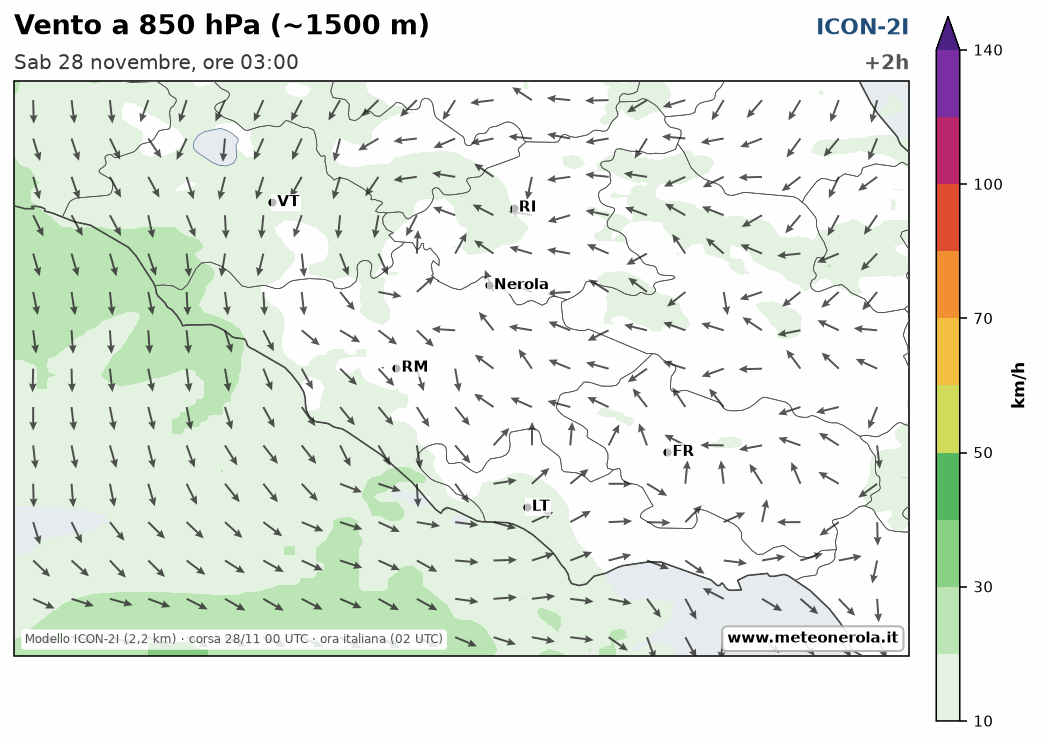 Vento a 850 hPa (~1500 m)
ICON-2I
Sab 28 novembre, ore 03:00
+2h
140
100
70
50
30
10
km/h
VT
RI
Nerola
RM
FR
LT
Modello ICON-2I (2,2 km) · corsa 28/11 00 UTC · ora italiana (02 UTC)
www.meteonerola.it